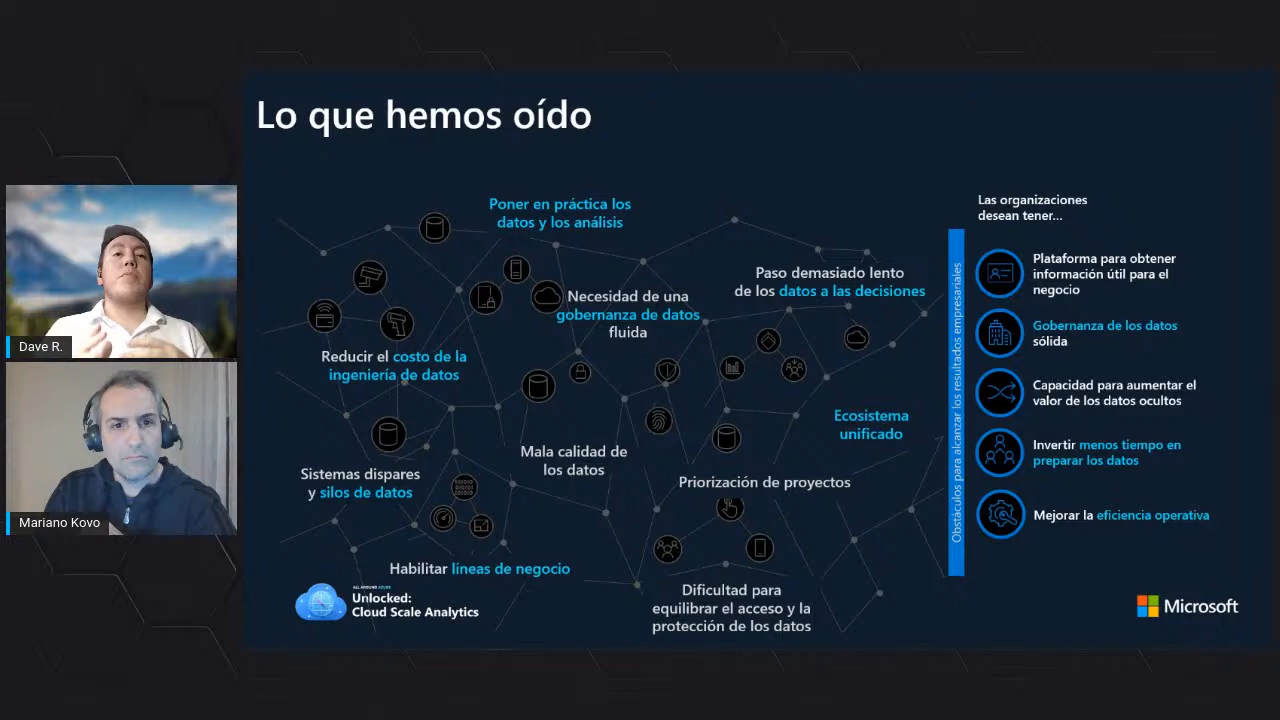 Lo que hemos oído
Poner en práctica los
datos y los análisis
Necesidad de una
gobernanza de datos
fluida
Paso demasiado lento
de los datos a las decisiones
Reducir el costo de la
ingeniería de datos
Ecosistema
unificado
Mala calidad de
los datos
Sistemas dispares
y silos de datos
Priorización de proyectos
Habilitar líneas de negocio
Dificultad para
equilibrar el acceso y la
protección de los datos
Obstáculos para alcanzar los resultados empresariales
Las organizaciones
desean tener...
Plataforma para obtener
información útil para el
negocio
Gobernanza de los datos
sólida
Capacidad para aumentar el
valor de los datos ocultos
Invertir menos tiempo en
preparar los datos
Mejorar la eficiencia operativa
Dave R.
Mariano Kovo
ALL AROUND AZURE
Unlocked:
Cloud Scale Analytics
Microsoft